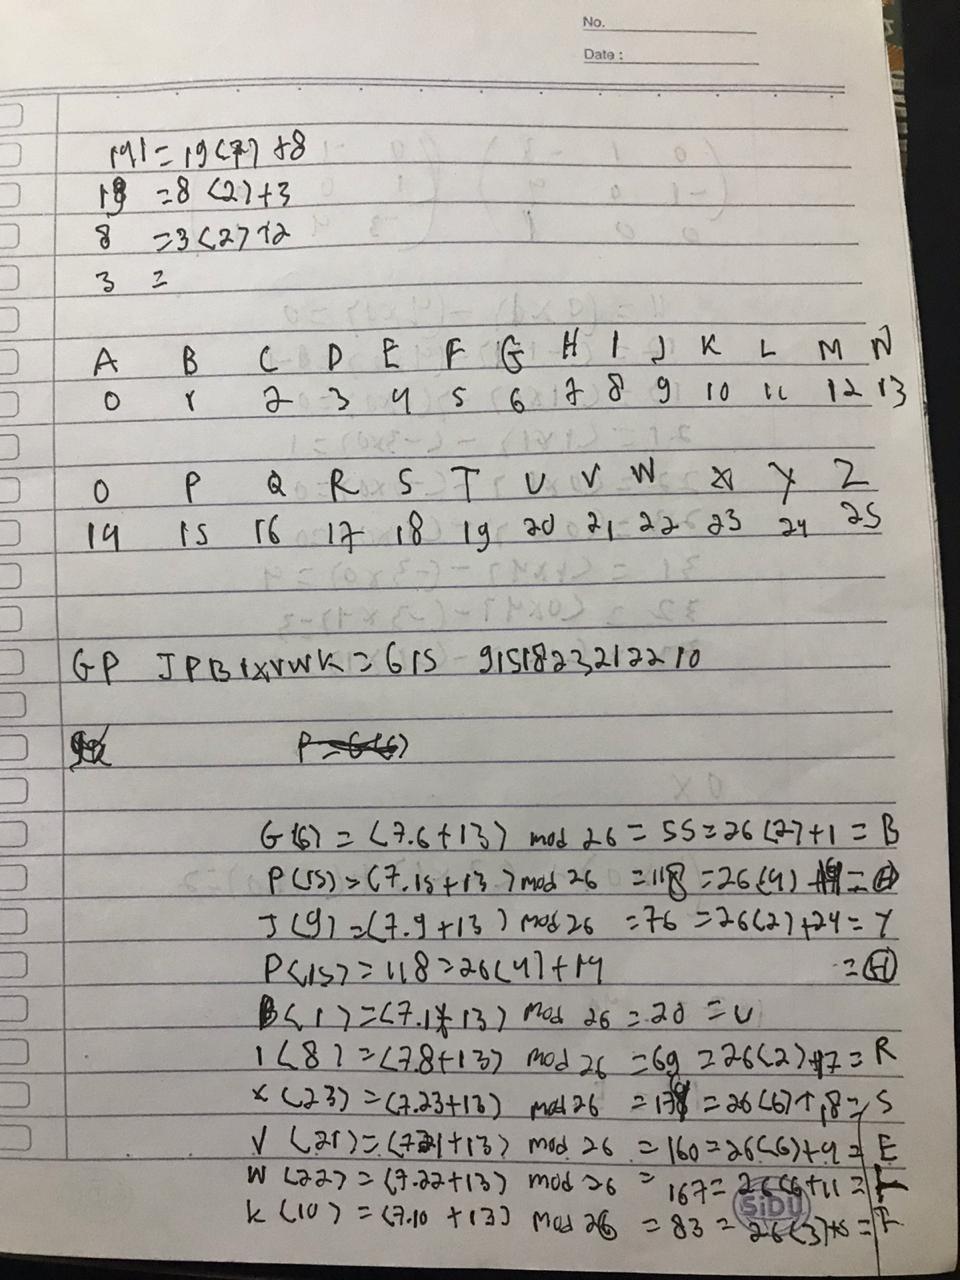 No.
Date :
141 = 19(7) + 8
19 = 8(2) + 3
8 = 3(2) + 2
3 =
A B C D E F G H I J K L M N
0 1 2 3 4 5 6 7 8 9 10 11 12 13
O P Q R S T U V W X Y Z
14 15 16 17 18 19 20 21 22 23 24 25
GP JPBIXVWK = 615 9151823212210
P = 6(6)
G(6) = (7.6+13) mod 26 = 55 = 26(2)+1 = B
P(15) = (7.15+13) mod 26 = 118 = 26(4)+14 = H
J(9) = (7.9+13) mod 26 = 76 = 26(2)+24 = Y
P(15) = 118 = 26(4)+14 = H
B(1) = (7.1+13) mod 26 = 20 = U
I(8) = (7.8+13) mod 26 = 69 = 26(2)+17 = R
X(23) = (7.23+13) mod 26 = 174 = 26(6)+18 = S
V(21) = (7.21+13) mod 26 = 160 = 26(6)+4 = E
W(22) = (7.22+13) mod 26 = 167 = 26(6+11 = L
K(10) = (7.10+13) mod 26 = 83 = 26(3)+5 = F
SiDU